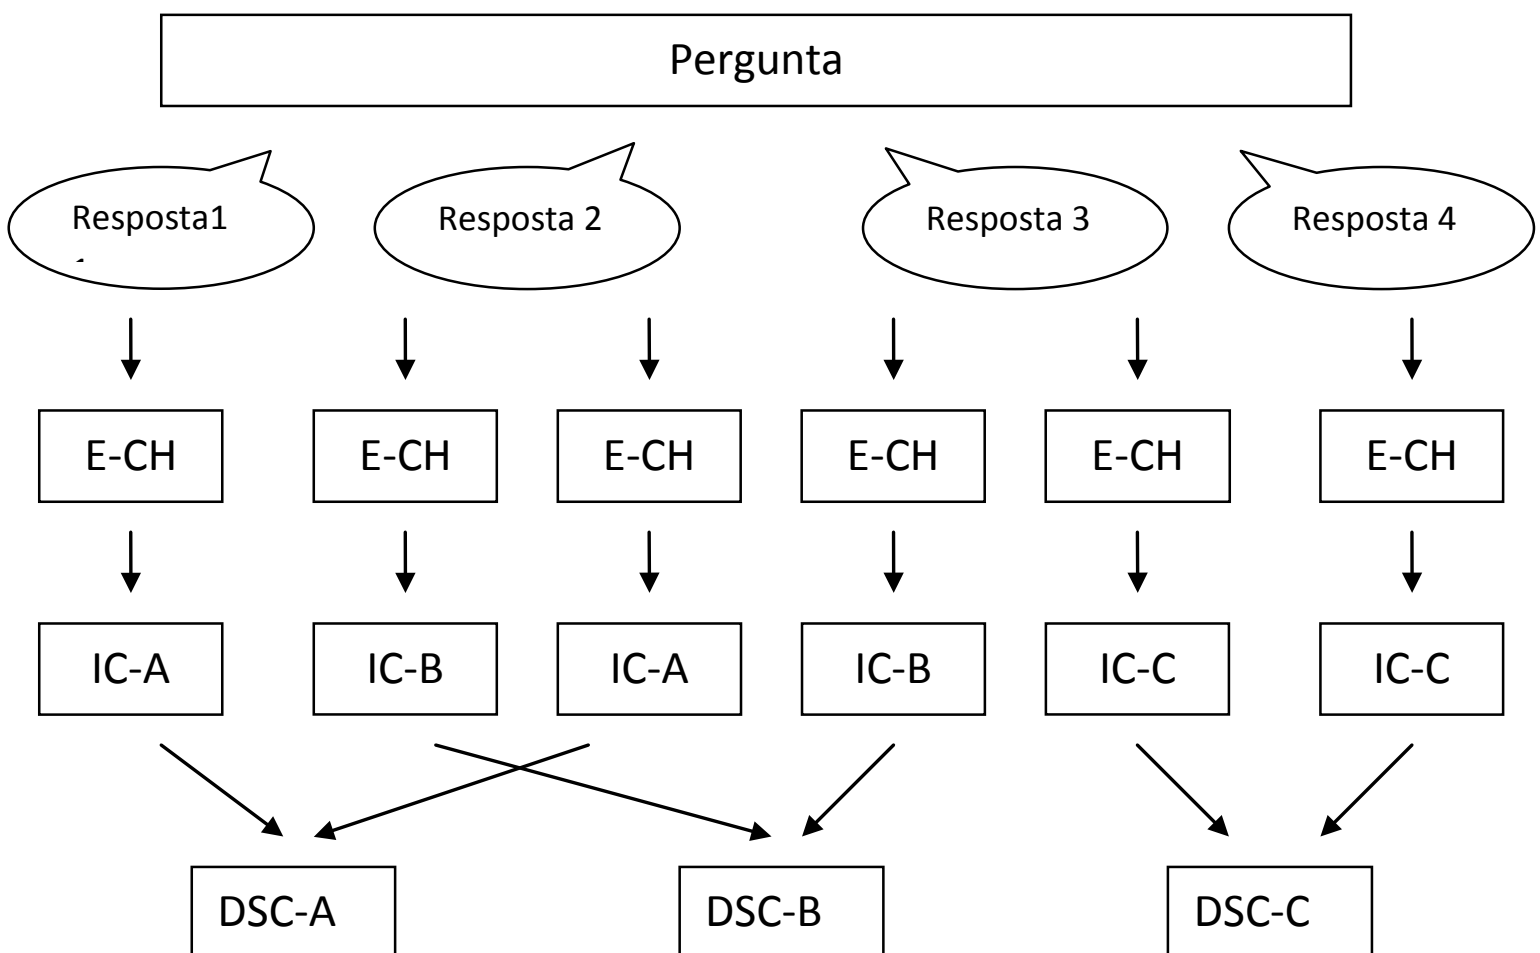 Pergunta
Resposta1
Resposta 2
Resposta 3
Resposta 4
E-CH
E-CH
E-CH
E-CH
E-CH
E-CH
IC-A
IC-B
IC-A
IC-B
IC-C
IC-C
DSC-A
DSC-B
DSC-C